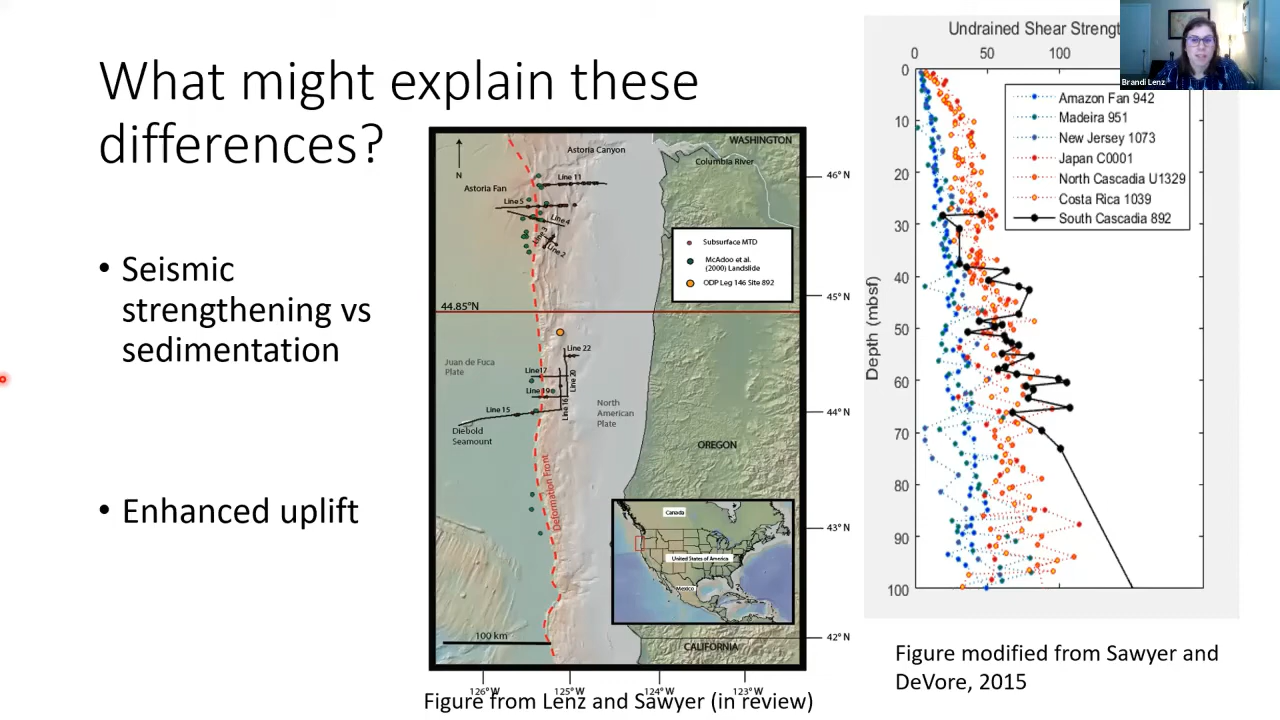 What might explain these
differences?
• Seismic
strengthening vs
sedimentation
• Enhanced uplift
WASHINGTON
Astoria Canyon
Columbia River
46° N
N
Line 11
Astoria Fan
Line 5
Line 4
Line 3
Line 2
Subsurface MTD
McAdoo et al.
(2000) Landslide
ODP Leg 146 Site 892
45° N
44.85°N
Line 22
Juan de Fuca
Plate
Line17
Line 20
Line 19
Line 16
North
American
Plate
Line 15
44° N
Diebold
Seamount
OREGON
Deformation Front
Canada
43° N
United States of America
Mexico
100 km
42° N
CALIFORNIA
126°W
125°W
124°W
123°W
Figure from Lenz and Sawyer (in review)
Undrained Shear
0
50
100
Brandi Lenz
Depth (mbsf)
0
10
20
30
40
50
60
70
80
90
100
Amazon Fan 942
Madeira 951
New Jersey 1073
Japan C0001
North Cascadia U1329
Costa Rica 1039
South Cascadia 892
Figure modified from Sawyer and
DeVore, 2015